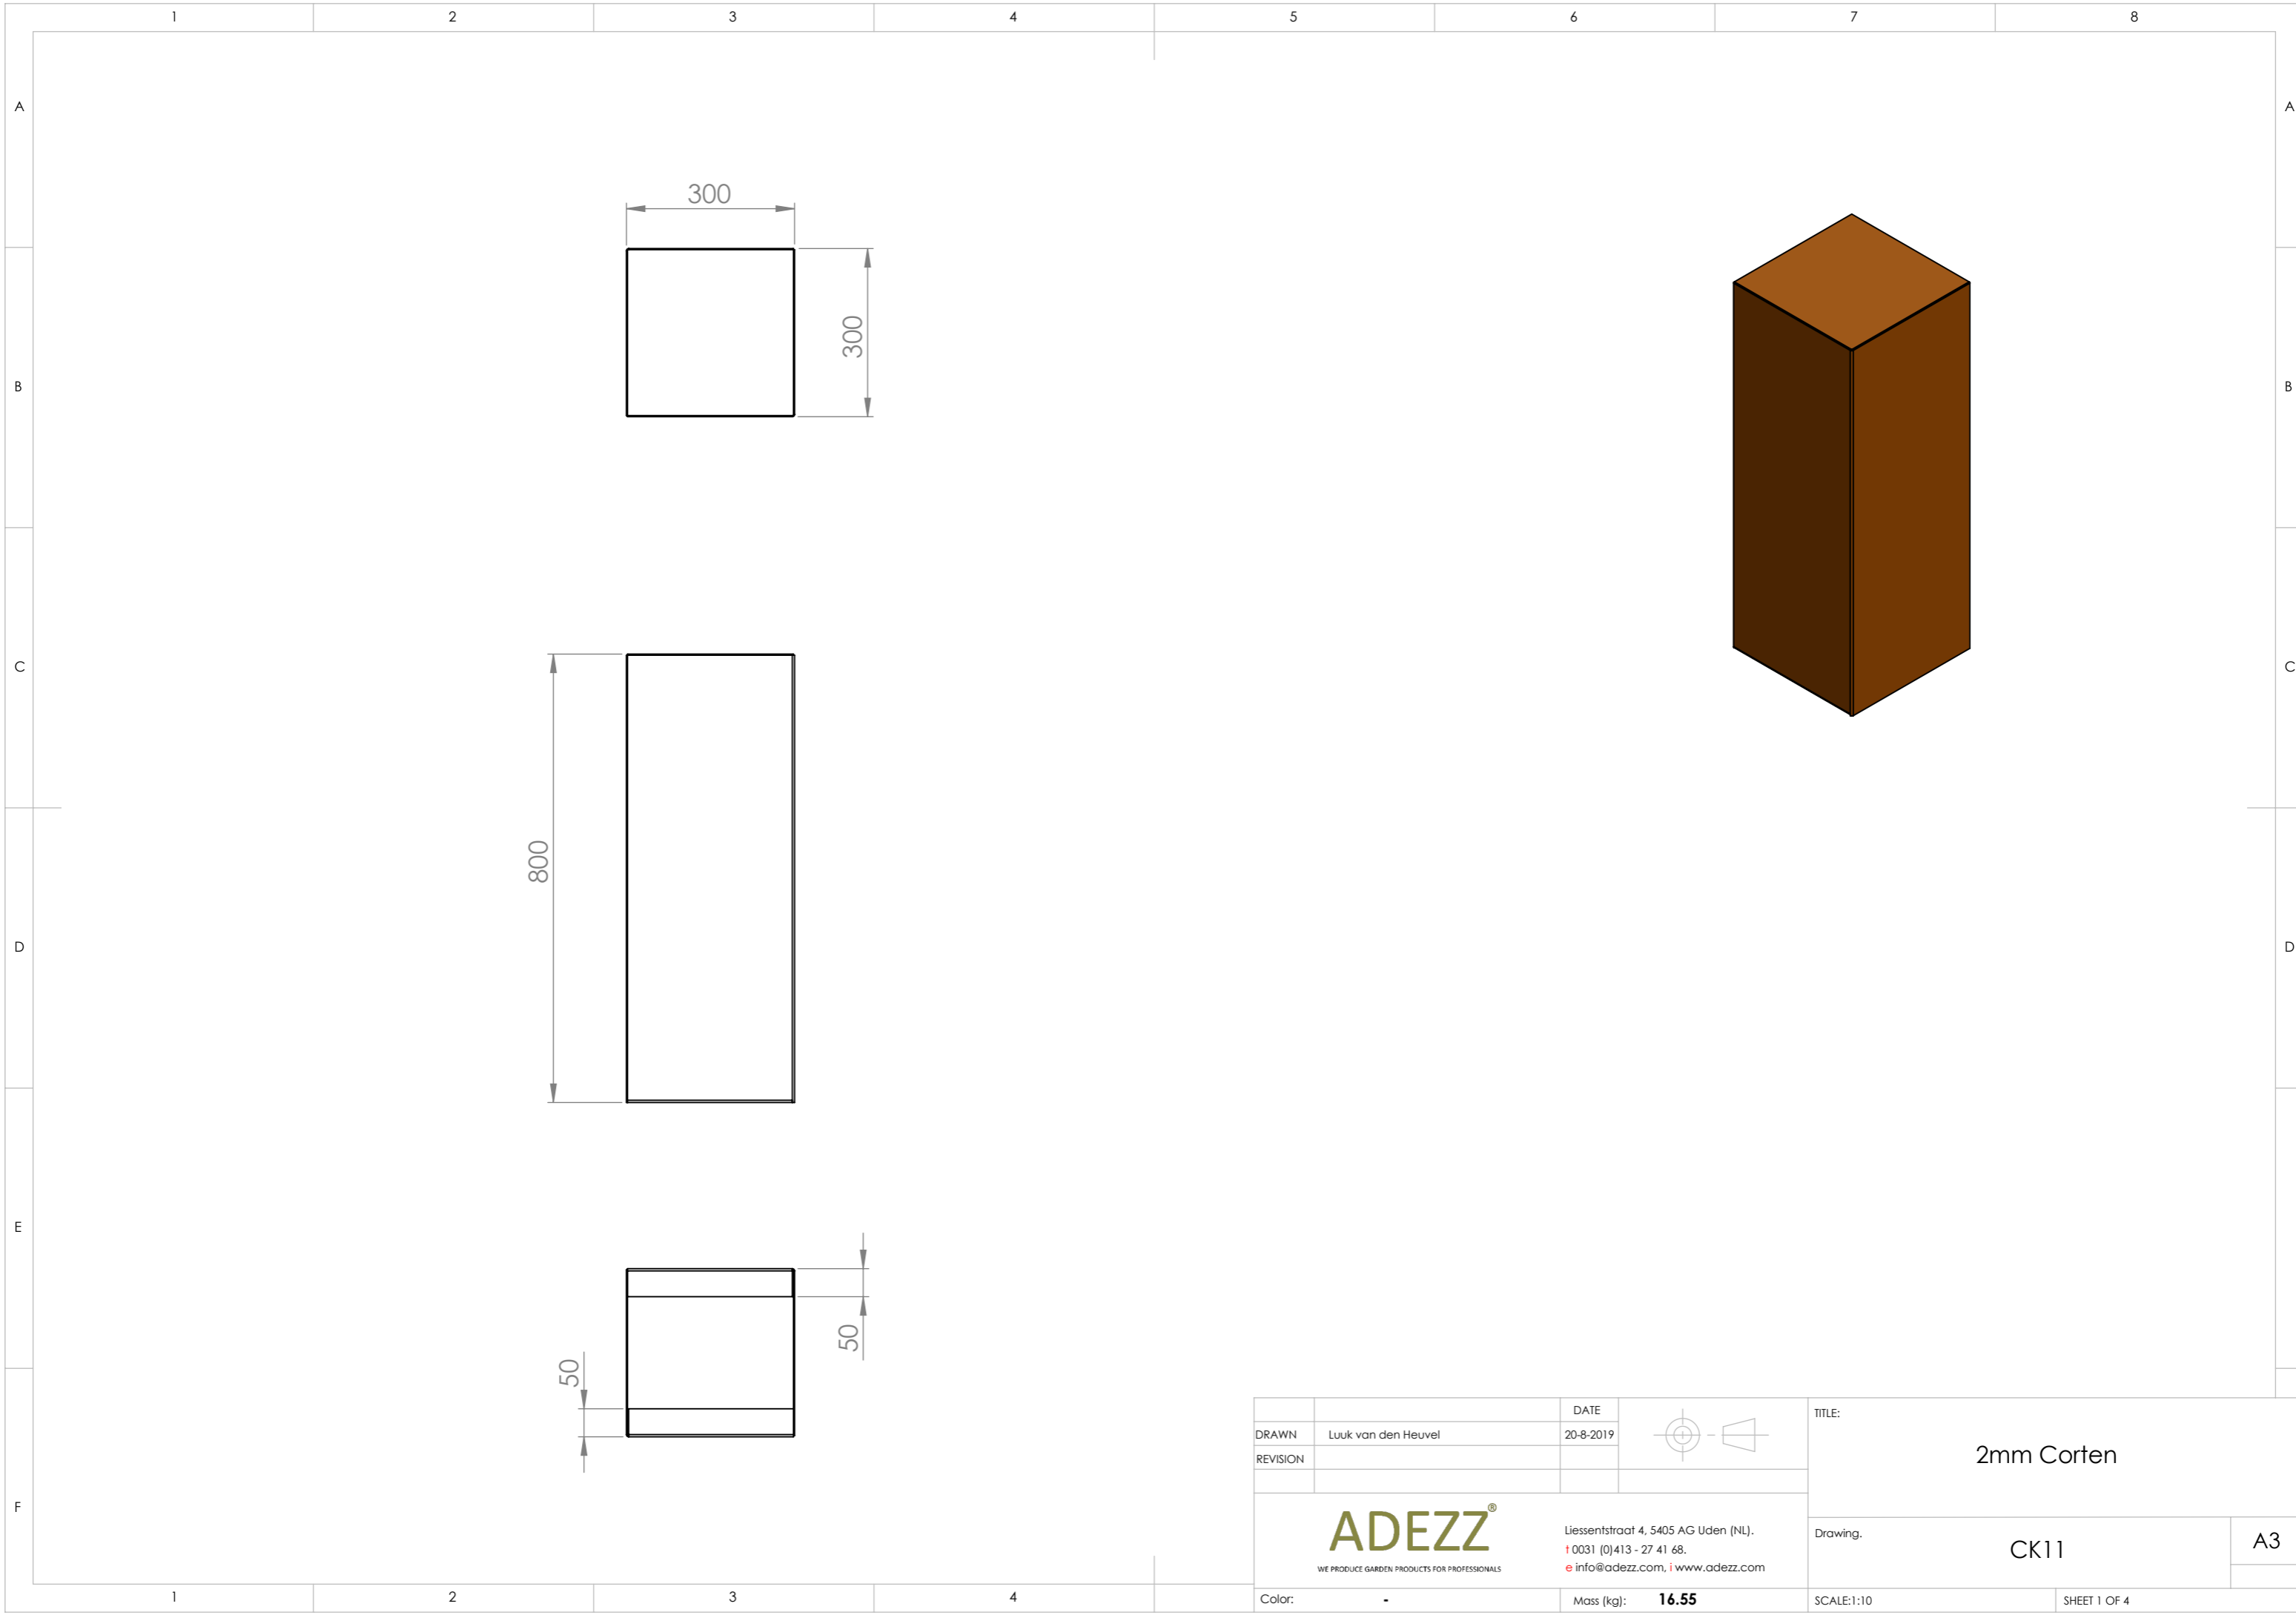 1 2 3 4 5 6 7 8
A A
300
300
B B
C C
800
D D
E
50
50
F
DATE
DRAWN Luuk van den Heuvel 20-8-2019
REVISION
TITLE:
2mm Corten
ADEZZ®
WE PRODUCE GARDEN PRODUCTS FOR PROFESSIONALS
Liessentstraat 4, 5405 AG Uden (NL).
t 0031 (0)413 - 27 41 68.
e info@adezz.com, i www.adezz.com
Drawing.
CK11
A3
Color: -
Mass (kg): 16.55
SCALE:1:10
SHEET 1 OF 4
1 2 3 4